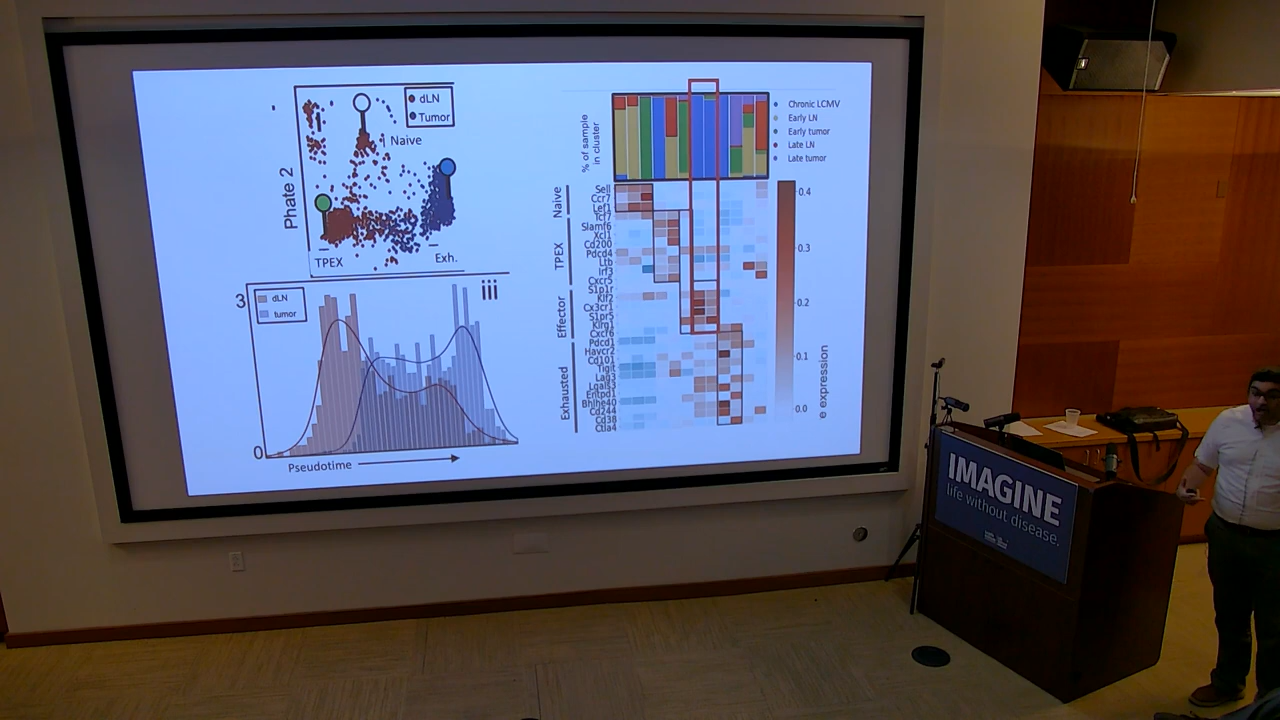 dLN
Tumor
Naive
Phate 2
TPEX
Exh.
iii
3
dLN
tumor
0
Pseudotime
% of sample
in cluster
Chronic LCMV
Early LN
Early tumor
Late LN
Late tumor
Naive
TPEX
Effector
Exhausted
Sell
Ccr7
Lef1
Tcf7
Slamf6
Xcl1
Cd200
Pdcd4
Ltb
Irf3
Cxcr5
S1pr1
Klf2
Cx3cr1
S1pr5
Klrg1
Cxcr6
Pdcd1
Havcr2
Cd101
Tigit
Lag3
Lgals3
Entpd1
Bhlhe40
Cd244
Ctla4
0.4
0.3
0.2
0.1
0.0
e expression
IMAGINE
life without disease.